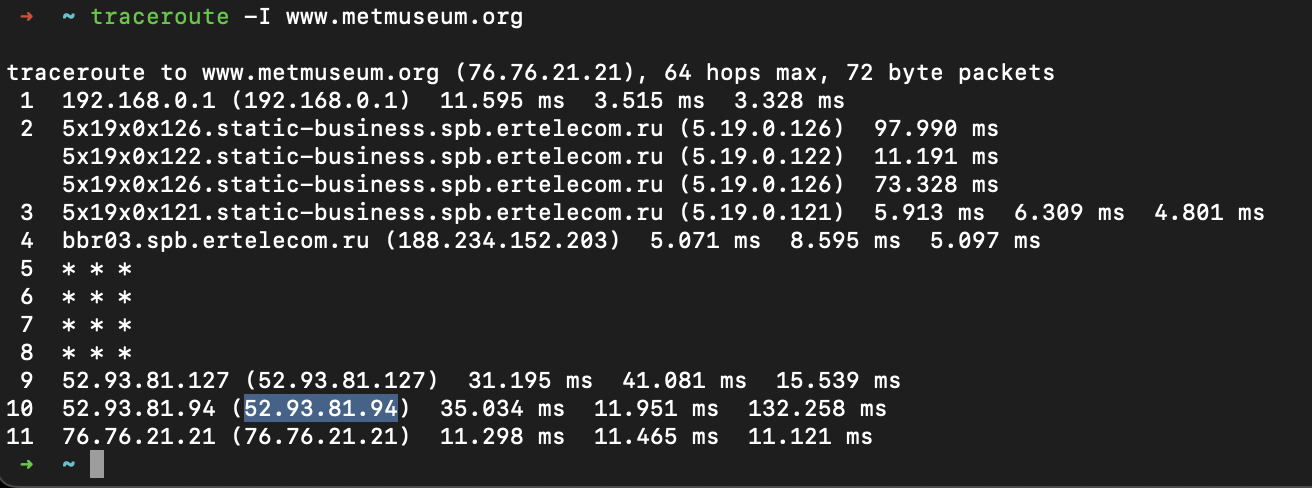 ➜  ~ traceroute -I www.metmuseum.org
traceroute to www.metmuseum.org (76.76.21.21), 64 hops max, 72 byte packets
 1  192.168.0.1 (192.168.0.1)  11.595 ms  3.515 ms  3.328 ms
 2  5x19x0x126.static-business.spb.ertelecom.ru (5.19.0.126)  97.990 ms
    5x19x0x122.static-business.spb.ertelecom.ru (5.19.0.122)  11.191 ms
    5x19x0x126.static-business.spb.ertelecom.ru (5.19.0.126)  73.328 ms
 3  5x19x0x121.static-business.spb.ertelecom.ru (5.19.0.121)  5.913 ms  6.309 ms  4.801 ms
 4  bbr03.spb.ertelecom.ru (188.234.152.203)  5.071 ms  8.595 ms  5.097 ms
 5  * * *
 6  * * *
 7  * * *
 8  * * *
 9  52.93.81.127 (52.93.81.127)  31.195 ms  41.081 ms  15.539 ms
10  52.93.81.94 (52.93.81.94)  35.034 ms  11.951 ms  132.258 ms
11  76.76.21.21 (76.76.21.21)  11.298 ms  11.465 ms  11.121 ms
➜  ~